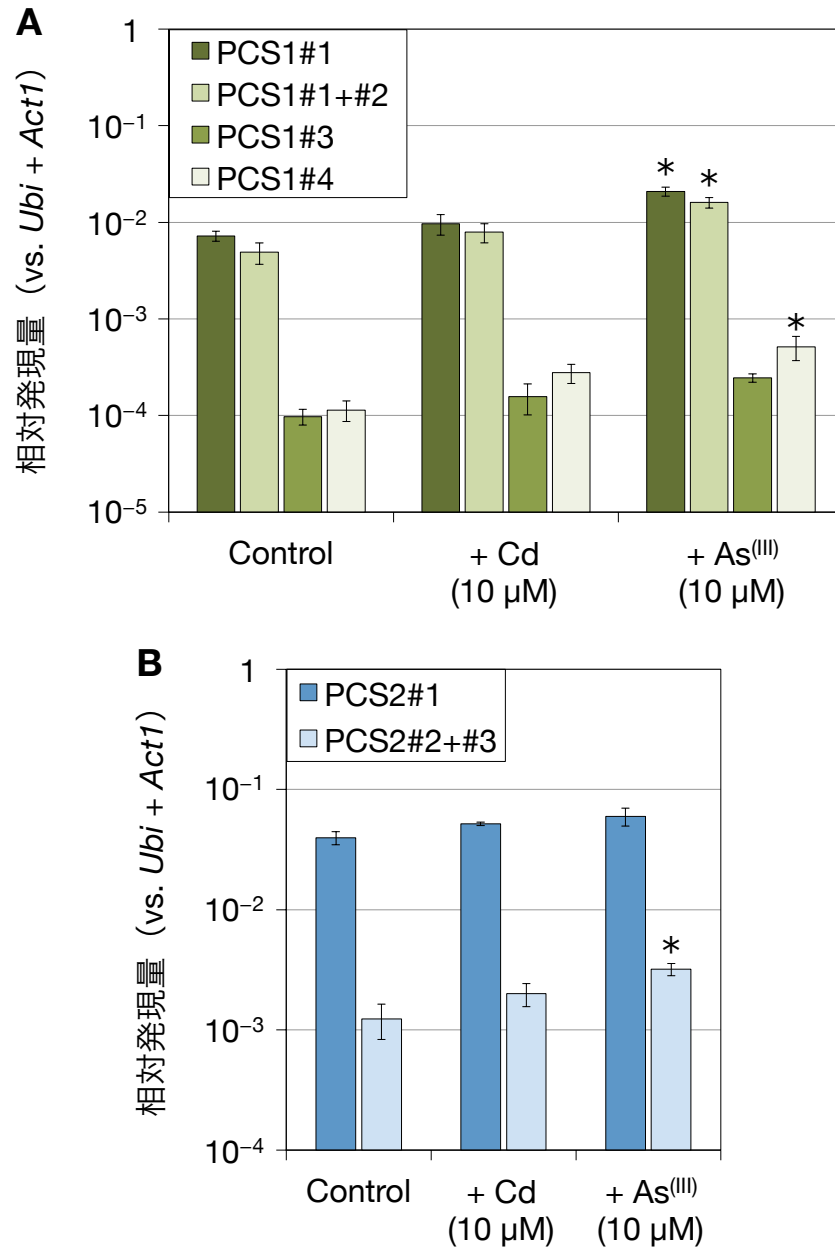 A
相対発現量（vs. Ubi + Act1）
1
10⁻¹
10⁻²
10⁻³
10⁻⁴
10⁻⁵
PCS1#1
PCS1#1+#2
PCS1#3
PCS1#4
* *
*
Control
+ Cd
(10 µM)
+ As⁽ᴵᴵᴵ⁾
(10 µM)
B
相対発現量（vs. Ubi + Act1）
1
10⁻¹
10⁻²
10⁻³
10⁻⁴
PCS2#1
PCS2#2+#3
*
Control
+ Cd
(10 µM)
+ As⁽ᴵᴵᴵ⁾
(10 µM)